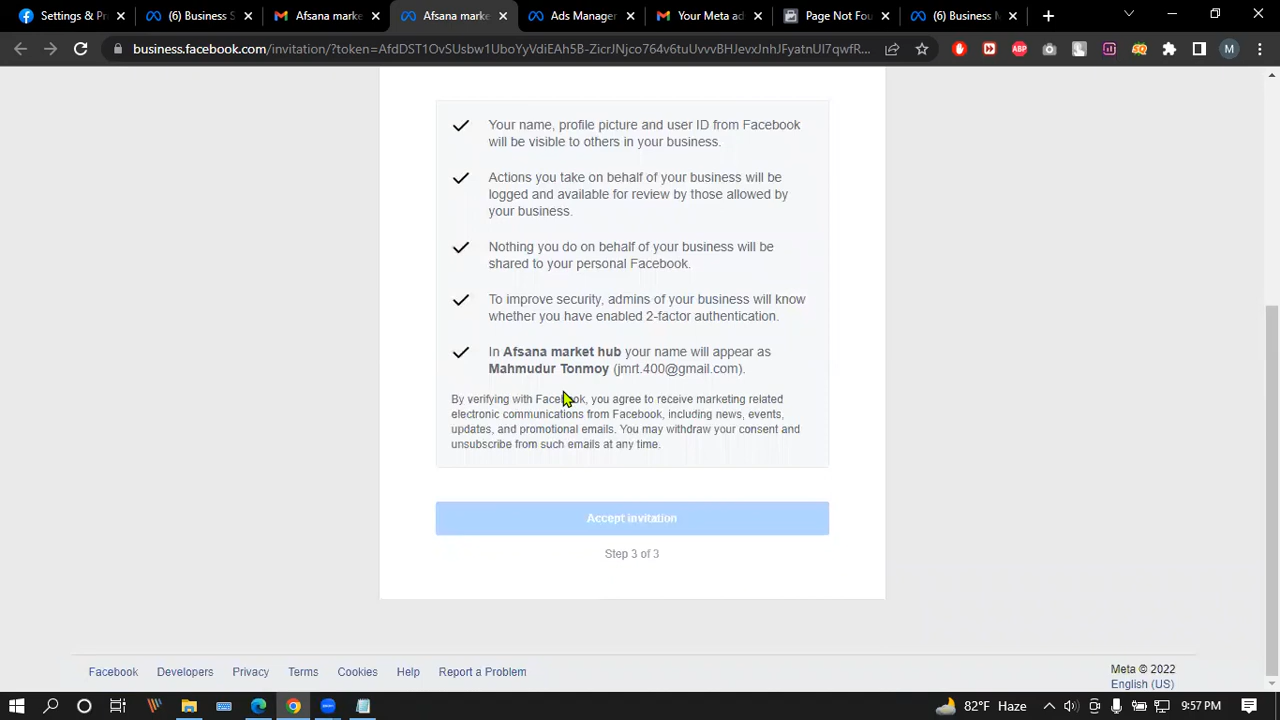 Settings & Pr
(6) Business S
Afsana marke
Afsana marke
Ads Manager
Your Meta ad
Page Not Fou
(6) Business M
business.facebook.com/invitation/?token=AfdDST1OvSUsbw1UboYyVdiEAh5B-ZicrJNjco764v6tuUvvvBHJevxJnhJFyatnUI7qwfR...
ABP
M
Your name, profile picture and user ID from Facebook
will be visible to others in your business.
Actions you take on behalf of your business will be
logged and available for review by those allowed by
your business.
Nothing you do on behalf of your business will be
shared to your personal Facebook.
To improve security, admins of your business will know
whether you have enabled 2-factor authentication.
In Afsana market hub your name will appear as
Mahmudur Tonmoy (jmrt.400@gmail.com).
By verifying with Facebook, you agree to receive marketing related
electronic communications from Facebook, including news, events,
updates, and promotional emails. You may withdraw your consent and
unsubscribe from such emails at any time.
Accept Invitation
Step 3 of 3
Facebook Developers Privacy Terms Cookies Help Report a Problem
Meta © 2022
English (US)
82°F Haze
9:57 PM